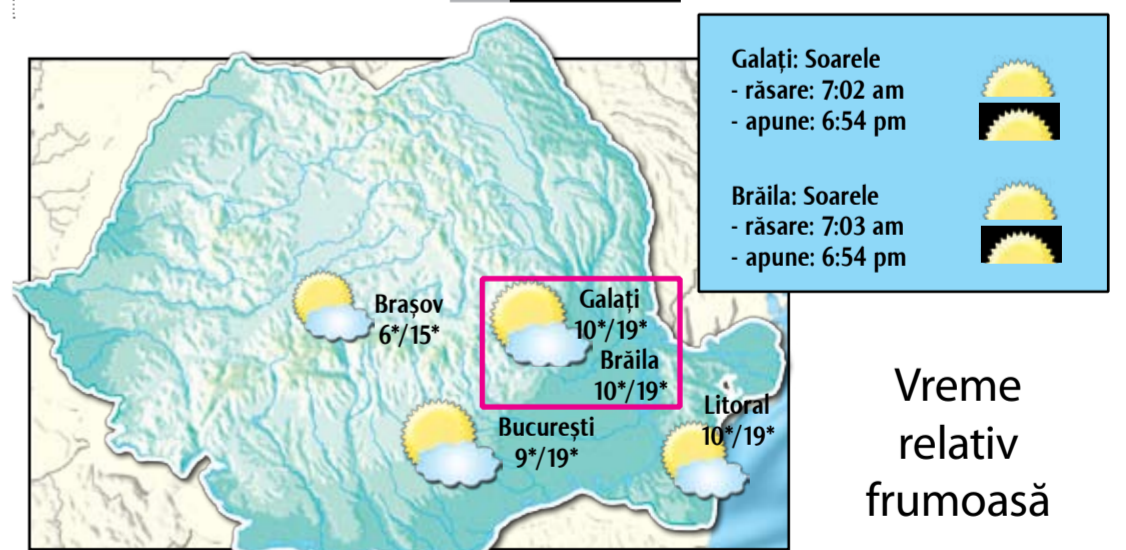 Galați: Soarele
- răsare: 7:02 am
- apune: 6:54 pm
Brăila: Soarele
- răsare: 7:03 am
- apune: 6:54 pm
Brașov
6*/15*
Galați
10*/19*
Brăila
10*/19*
Litoral
10*/19*
București
9*/19*
Vreme
relativ
frumoasă